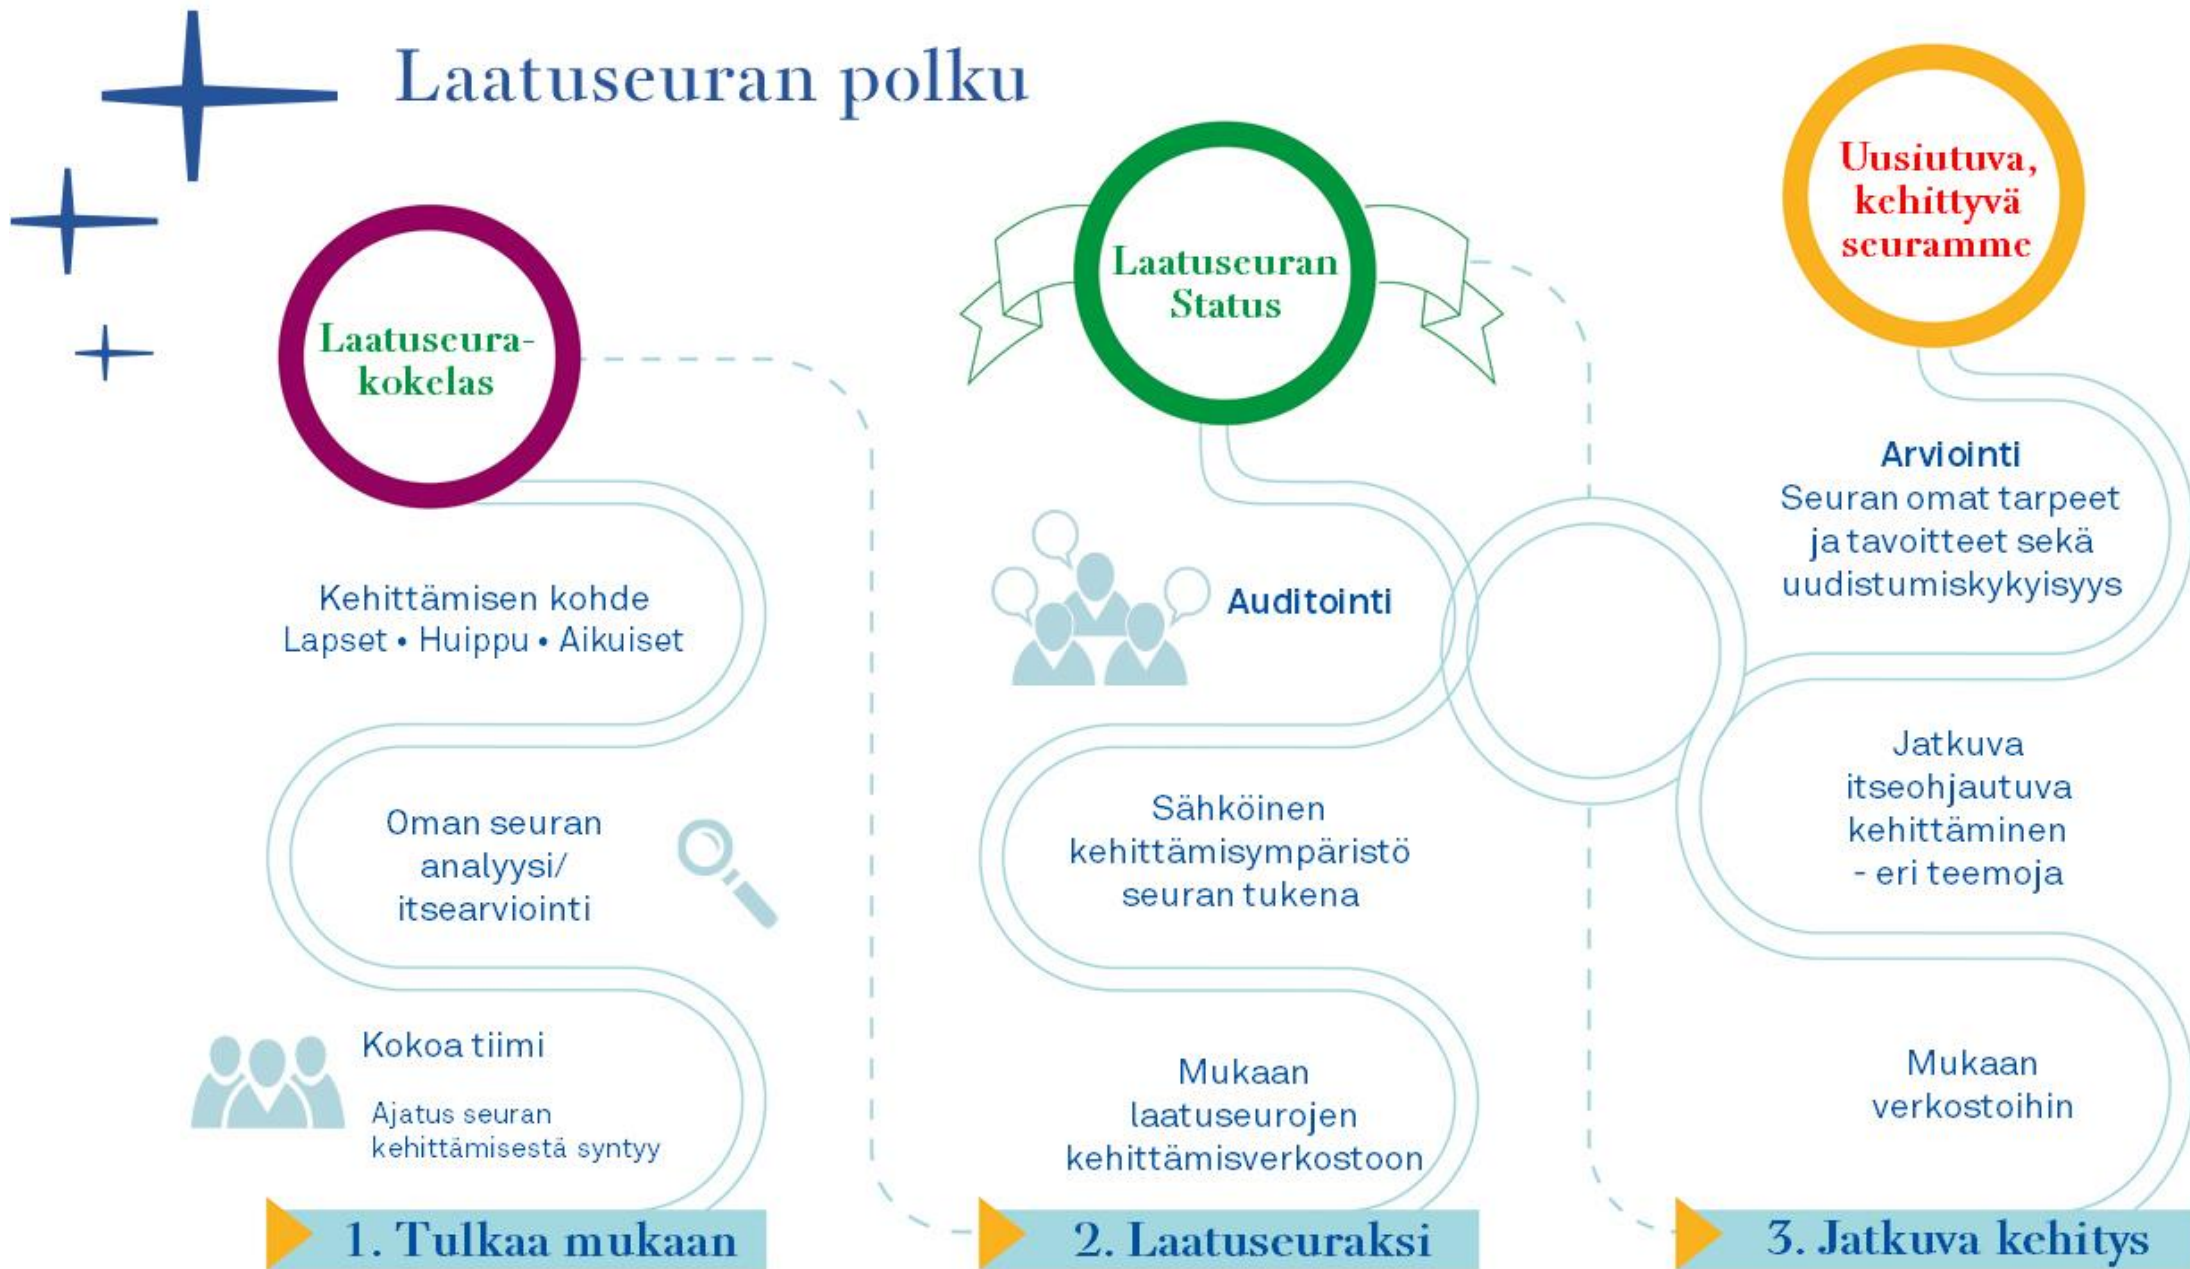 Laatuseuran polku
Laatuseura-
kokelas
Kehittämisen kohde
Lapset • Huippu • Aikuiset
Oman seuran
analyysi/
itsearviointi
Kokoa tiimi
Ajatus seuran
kehittämisestä syntyy
1. Tulkaa mukaan
Laatuseuran
Status
Auditointi
Sähköinen
kehittämisympäristö
seuran tukena
Mukaan
laatuseurojen
kehittämisverkostoon
2. Laatuseuraksi
Uusiutuva,
kehittyvä
seuramme
Arviointi
Seuran omat tarpeet
ja tavoitteet sekä
uudistumiskykyisyys
Jatkuva
itseohjautuva
kehittäminen
- eri teemoja
Mukaan
verkostoihin
3. Jatkuva kehitys